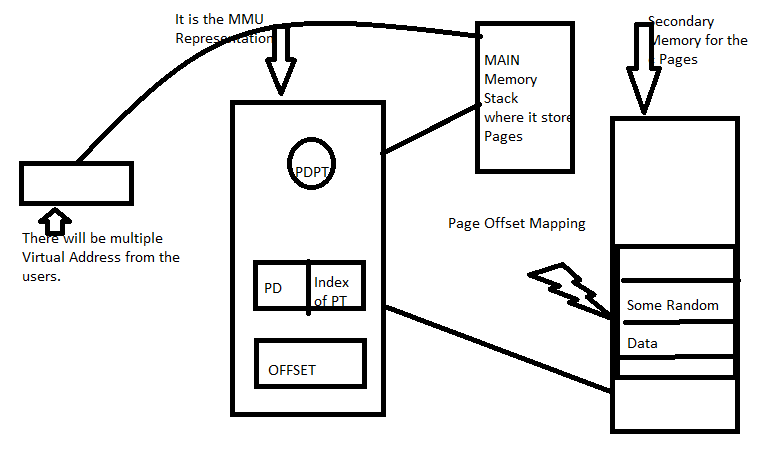 It is the MMU
Representation
Secondary
Memory for the
Pages
MAIN
Memory
Stack
where it store
Pages
PDPT
There will be multiple
Virtual Address from the
users.
Page Offset Mapping
PD
Index
of PT
Some Random
Data
OFFSET